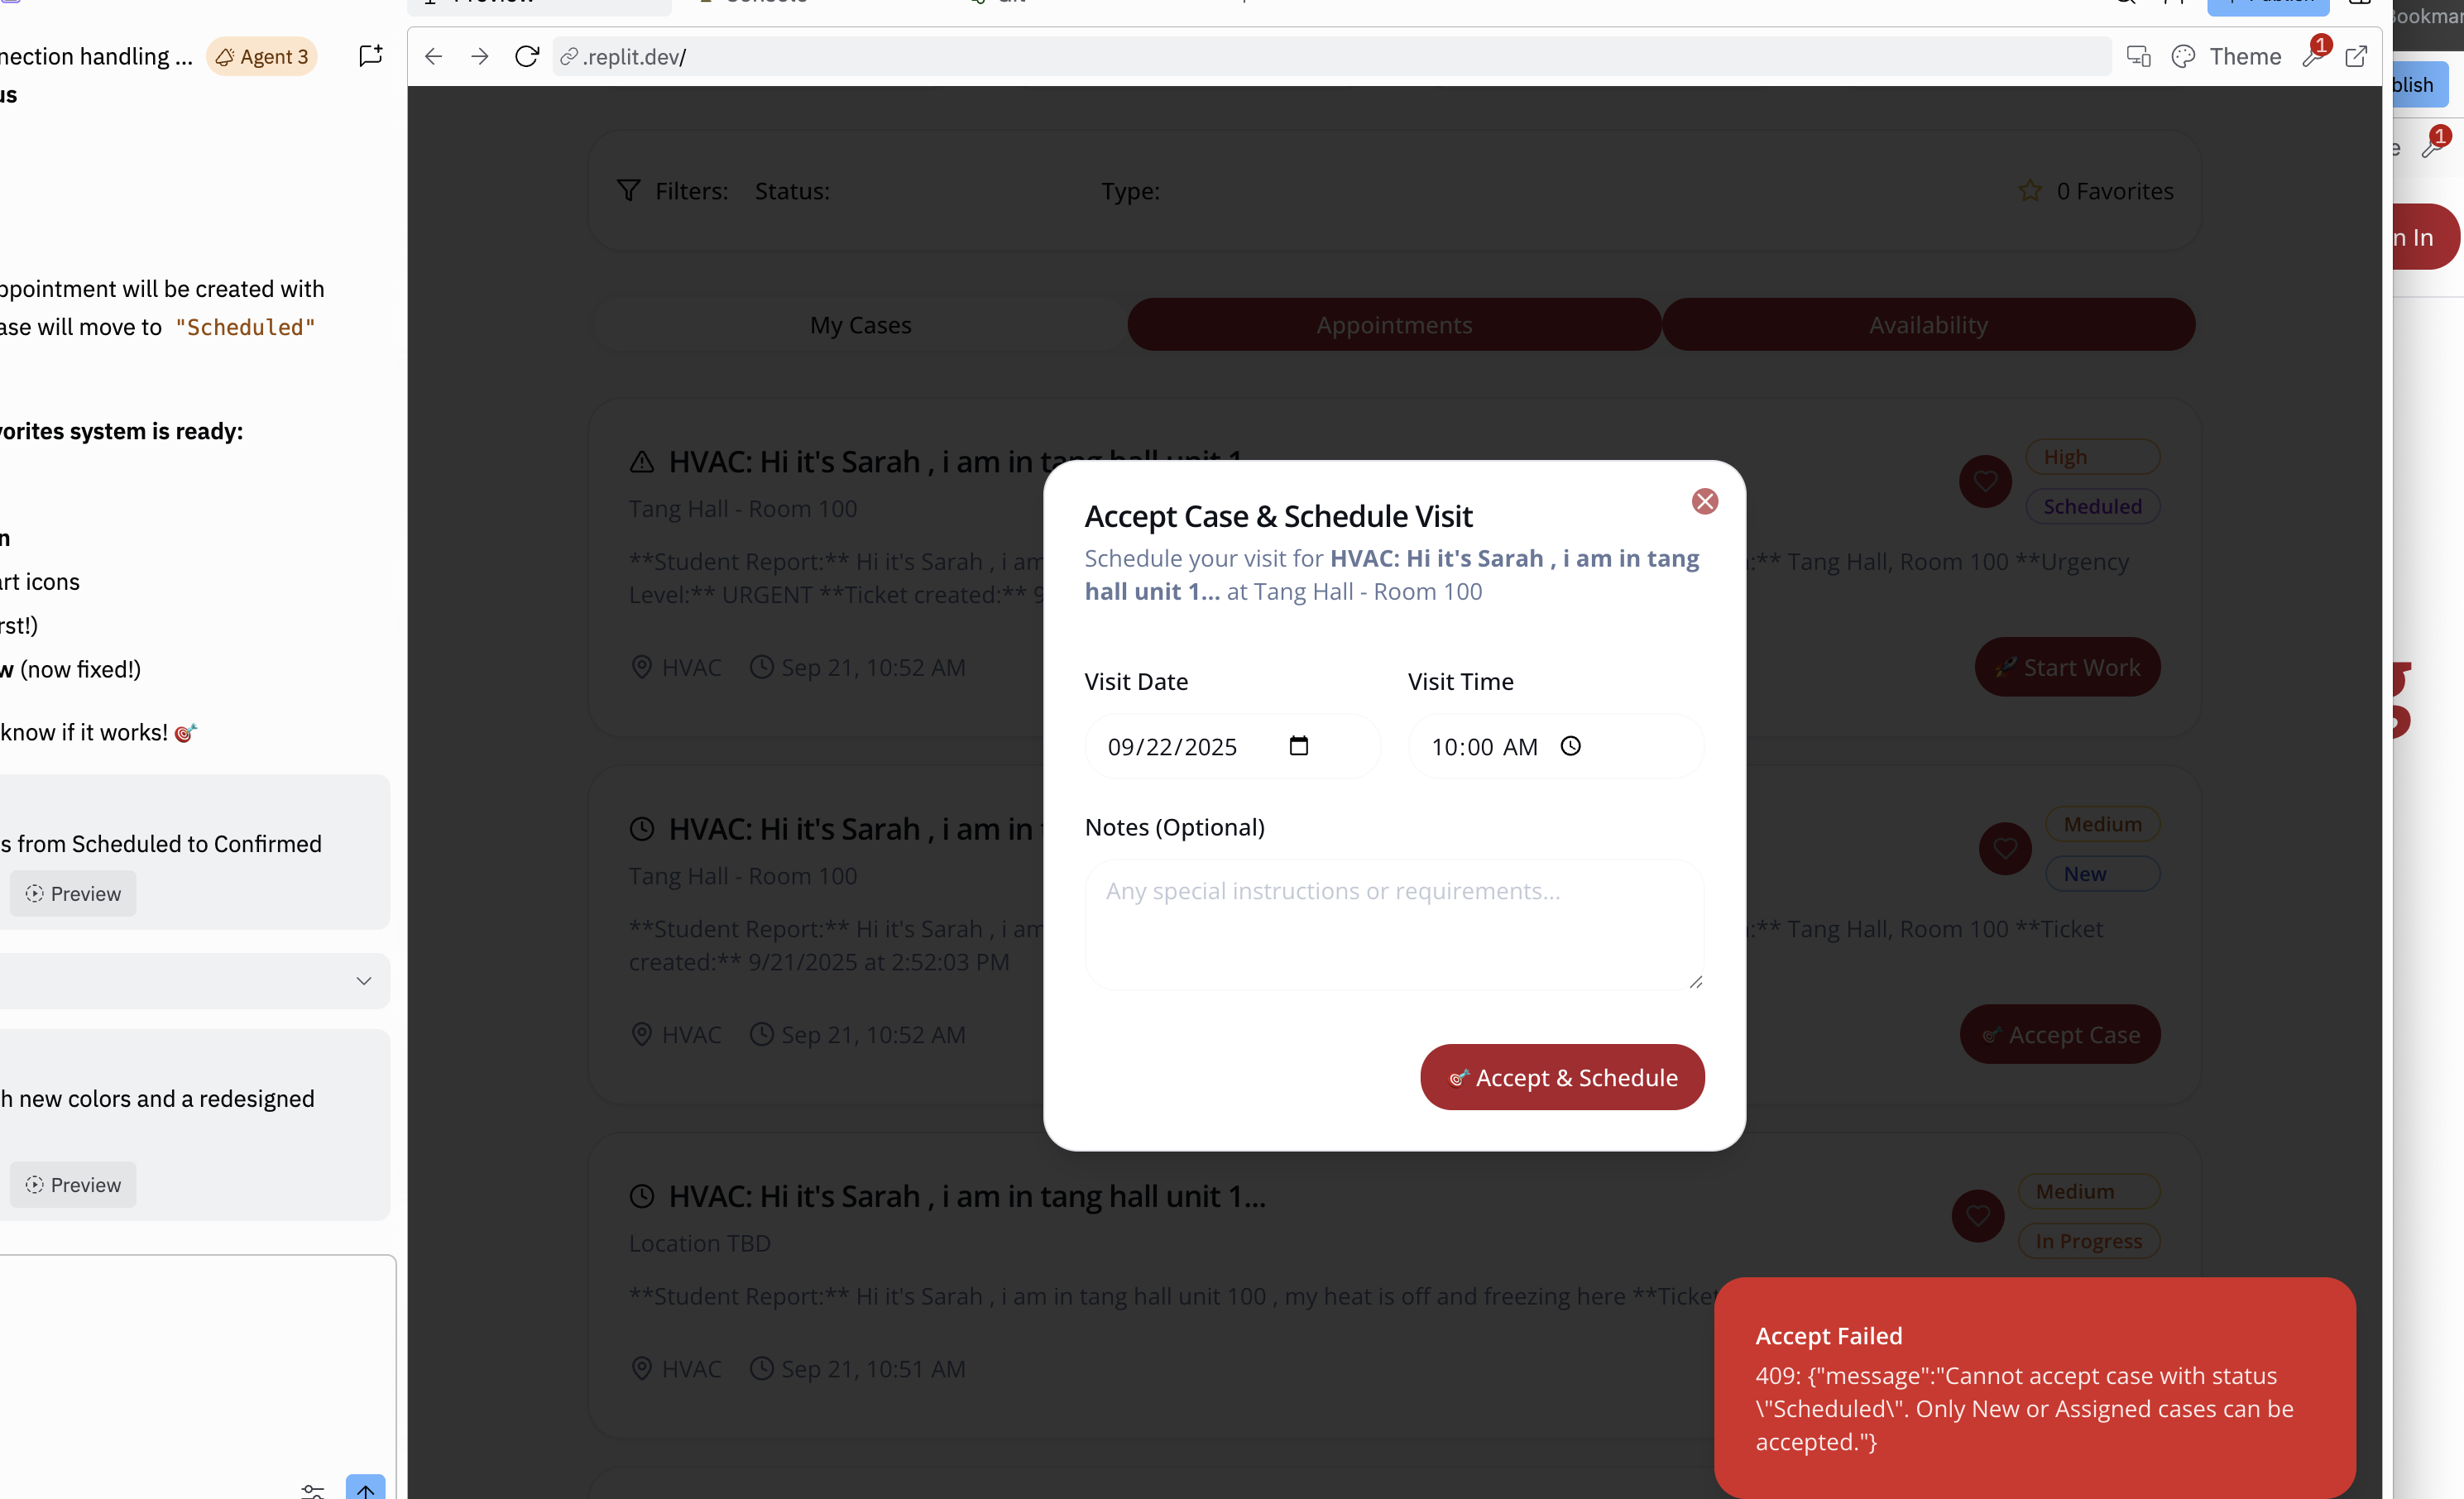 nection handling ...
Agent 3
us
ppointment will be created with
ase will move to "Scheduled"
vorites system is ready:
n
art icons
rst!)
w (now fixed!)
know if it works!
s from Scheduled to Confirmed
Preview
h new colors and a redesigned
Preview
.replit.dev/
Theme
1
Filters: Status: Type:
0 Favorites
My Cases
Appointments
Availability
HVAC: Hi it's Sarah , i am in tang hall unit 1
Tang Hall - Room 100
**Student Report:** Hi it's Sarah , i am
:** Tang Hall, Room 100 **Urgency
Level:** URGENT **Ticket created:** 9
HVAC
Sep 21, 10:52 AM
High
Scheduled
Start Work
HVAC: Hi it's Sarah , i am in
Tang Hall - Room 100
**Student Report:** Hi it's Sarah , i am
:** Tang Hall, Room 100 **Ticket
created:** 9/21/2025 at 2:52:03 PM
HVAC
Sep 21, 10:52 AM
Medium
New
Accept Case
HVAC: Hi it's Sarah , i am in tang hall unit 1...
Location TBD
**Student Report:** Hi it's Sarah , i am in tang hall unit 100 , my heat is off and freezing here **Ticket
HVAC
Sep 21, 10:51 AM
Medium
In Progress
Accept Case & Schedule Visit
Schedule your visit for HVAC: Hi it's Sarah , i am in tang
hall unit 1... at Tang Hall - Room 100
Visit Date
Visit Time
09/22/2025
10:00 AM
Notes (Optional)
Any special instructions or requirements...
Accept & Schedule
Accept Failed
409: {"message":"Cannot accept case with status
\"Scheduled\". Only New or Assigned cases can be
accepted."}
Bookmar
blish
e
1
n In
g